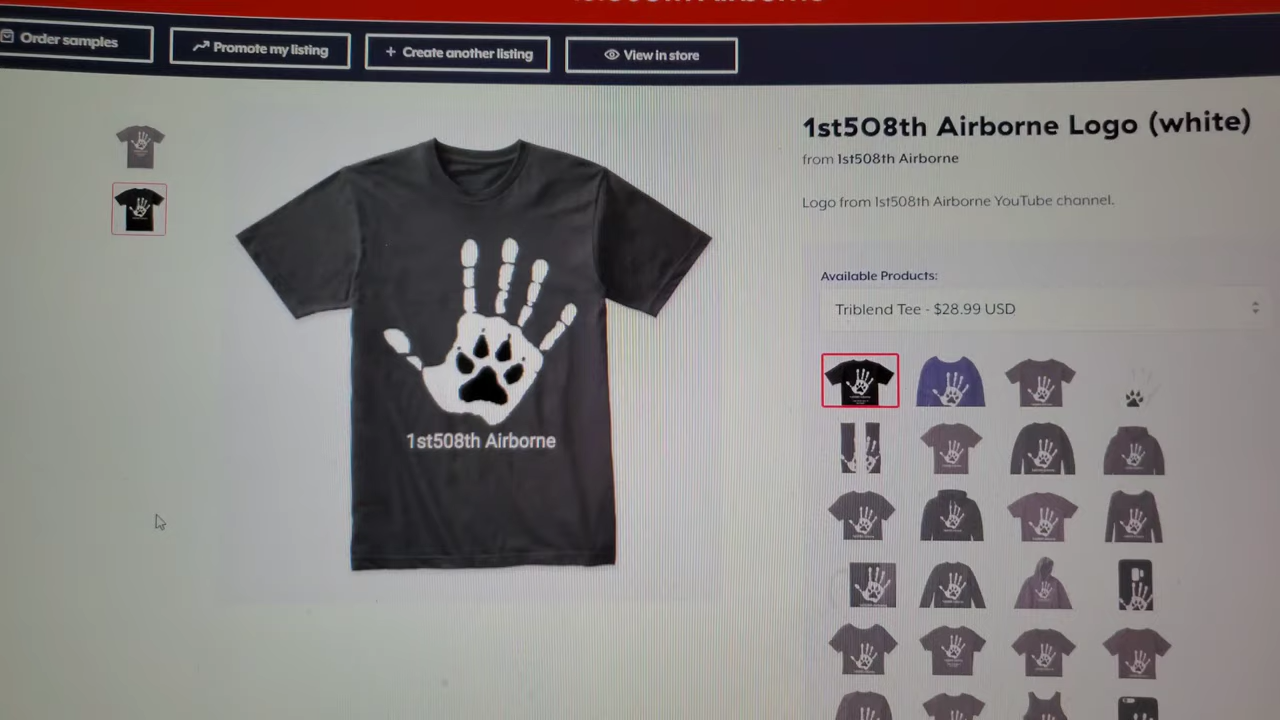 Order samples
Promote my listing
+ Create another listing
View in store
1st508th Airborne Logo (white)
from 1st508th Airborne
Logo from 1st508th Airborne YouTube channel.
Available Products:
Triblend Tee - $28.99 USD
1st508th Airborne